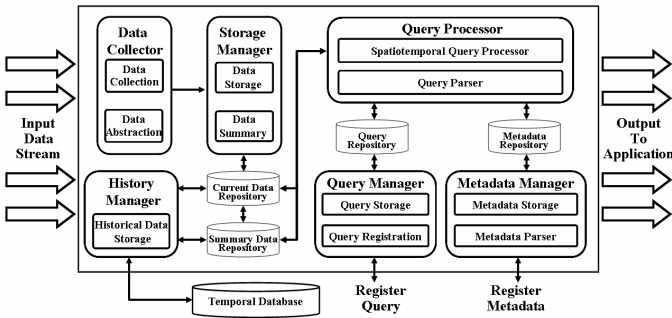 Data
Collector
Data
Collection
Data
Abstraction
Storage
Manager
Data
Storage
Data
Summary
Query Processor
Spatiotemporal Query Processor
Query Parser
Input
Data
Stream
Output
To
Application
Query
Repository
Metadata
Repository
History
Manager
Historical Data
Storage
Current Data
Repository
Summary Data
Repository
Query Manager
Query Storage
Query Registration
Metadata Manager
Metadata Storage
Metadata Parser
Temporal Database
Register
Query
Register
Metadata